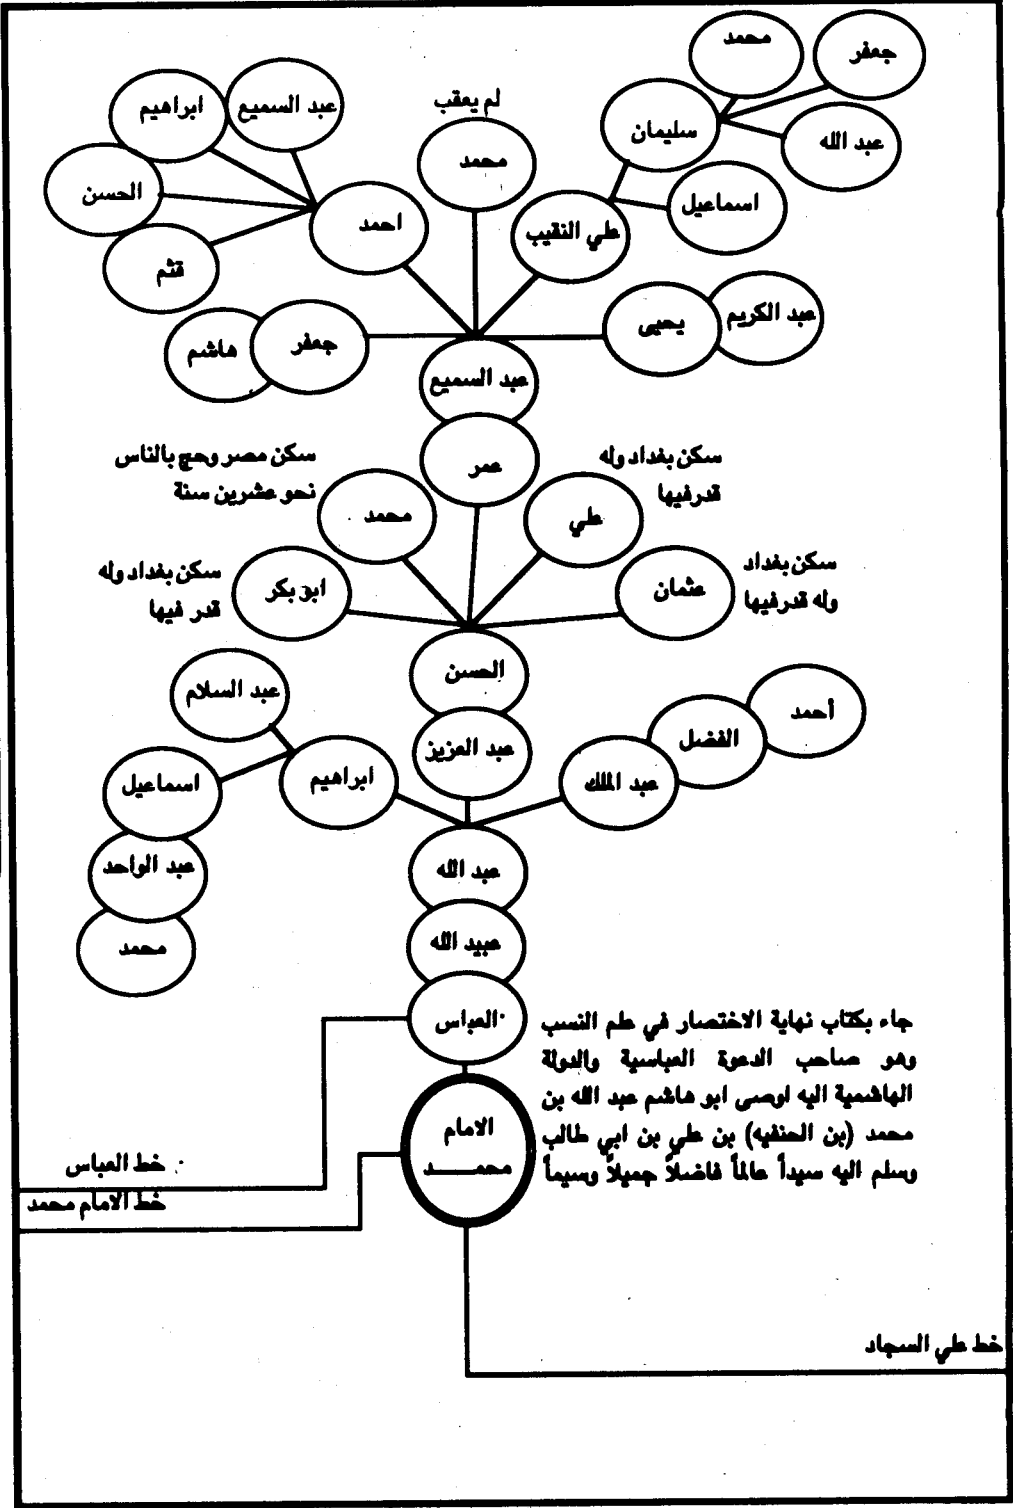 محمد
جعفر
عبد الله
سليمان
اسماعيل
علي النقيب
لم يعقب
محمد
عبد السميع
ابراهيم
الحسن
قثم
احمد
عبد الكريم
يحيى
جعفر
هاشم
عبد السميع
عمر
سكن بغداد وله
قدر فيها
علي
سكن مصر وحج بالناس
نحو عشرين سنة
محمد
سكن بغداد
وله قدر فيها
عثمان
ابو بكر
سكن بغداد وله
قدر فيها
الحسن
عبد العزيز
أحمد
الفضل
عبد الملك
عبد السلام
ابراهيم
اسماعيل
عبد الواحد
محمد
عبد الله
عبيد الله
العباس
جاء بكتاب نهاية الاختصار في علم النسب
وهو صاحب الدعوة العباسية والدولة
الهاشمية اليه اوصى ابو هاشم عبد الله بن
محمد (بن الحنفيه) بن علي بن ابي طالب
وسلم اليه سيداً عالماً فاضلاً جميلاً وسيماً
الامام
محمــــد
خط العباس
خط الامام محمد
خط علي السجاد